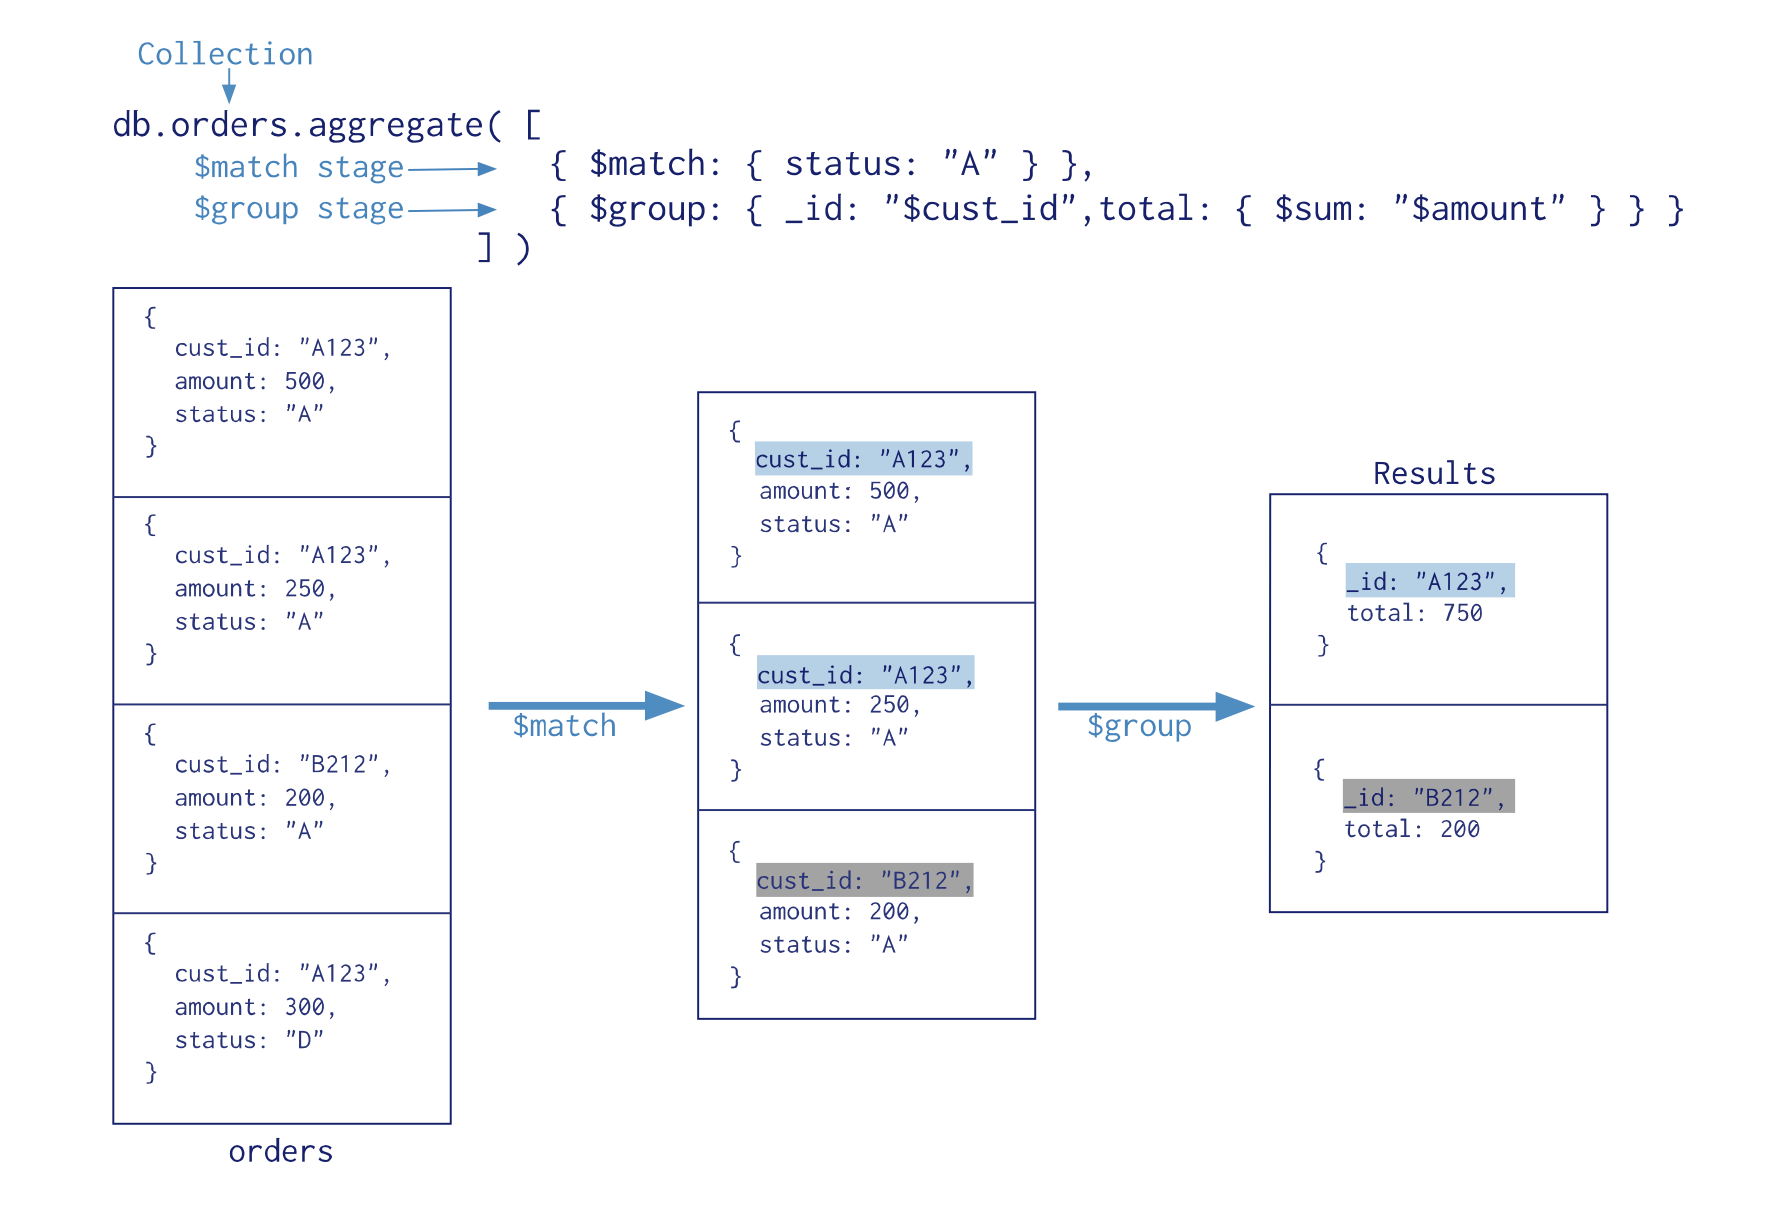 Collection
db.orders.aggregate( [
$match stage { $match: { status: "A" } },
$group stage { $group: { _id: "$cust_id",total: { $sum: "$amount" } } }
] )
{
cust_id: "A123",
amount: 500,
status: "A"
}
{
cust_id: "A123",
amount: 250,
status: "A"
}
{
cust_id: "B212",
amount: 200,
status: "A"
}
{
cust_id: "A123",
amount: 300,
status: "D"
}
orders
$match
{
cust_id: "A123",
amount: 500,
status: "A"
}
{
cust_id: "A123",
amount: 250,
status: "A"
}
{
cust_id: "B212",
amount: 200,
status: "A"
}
$group
Results
{
_id: "A123",
total: 750
}
{
_id: "B212",
total: 200
}